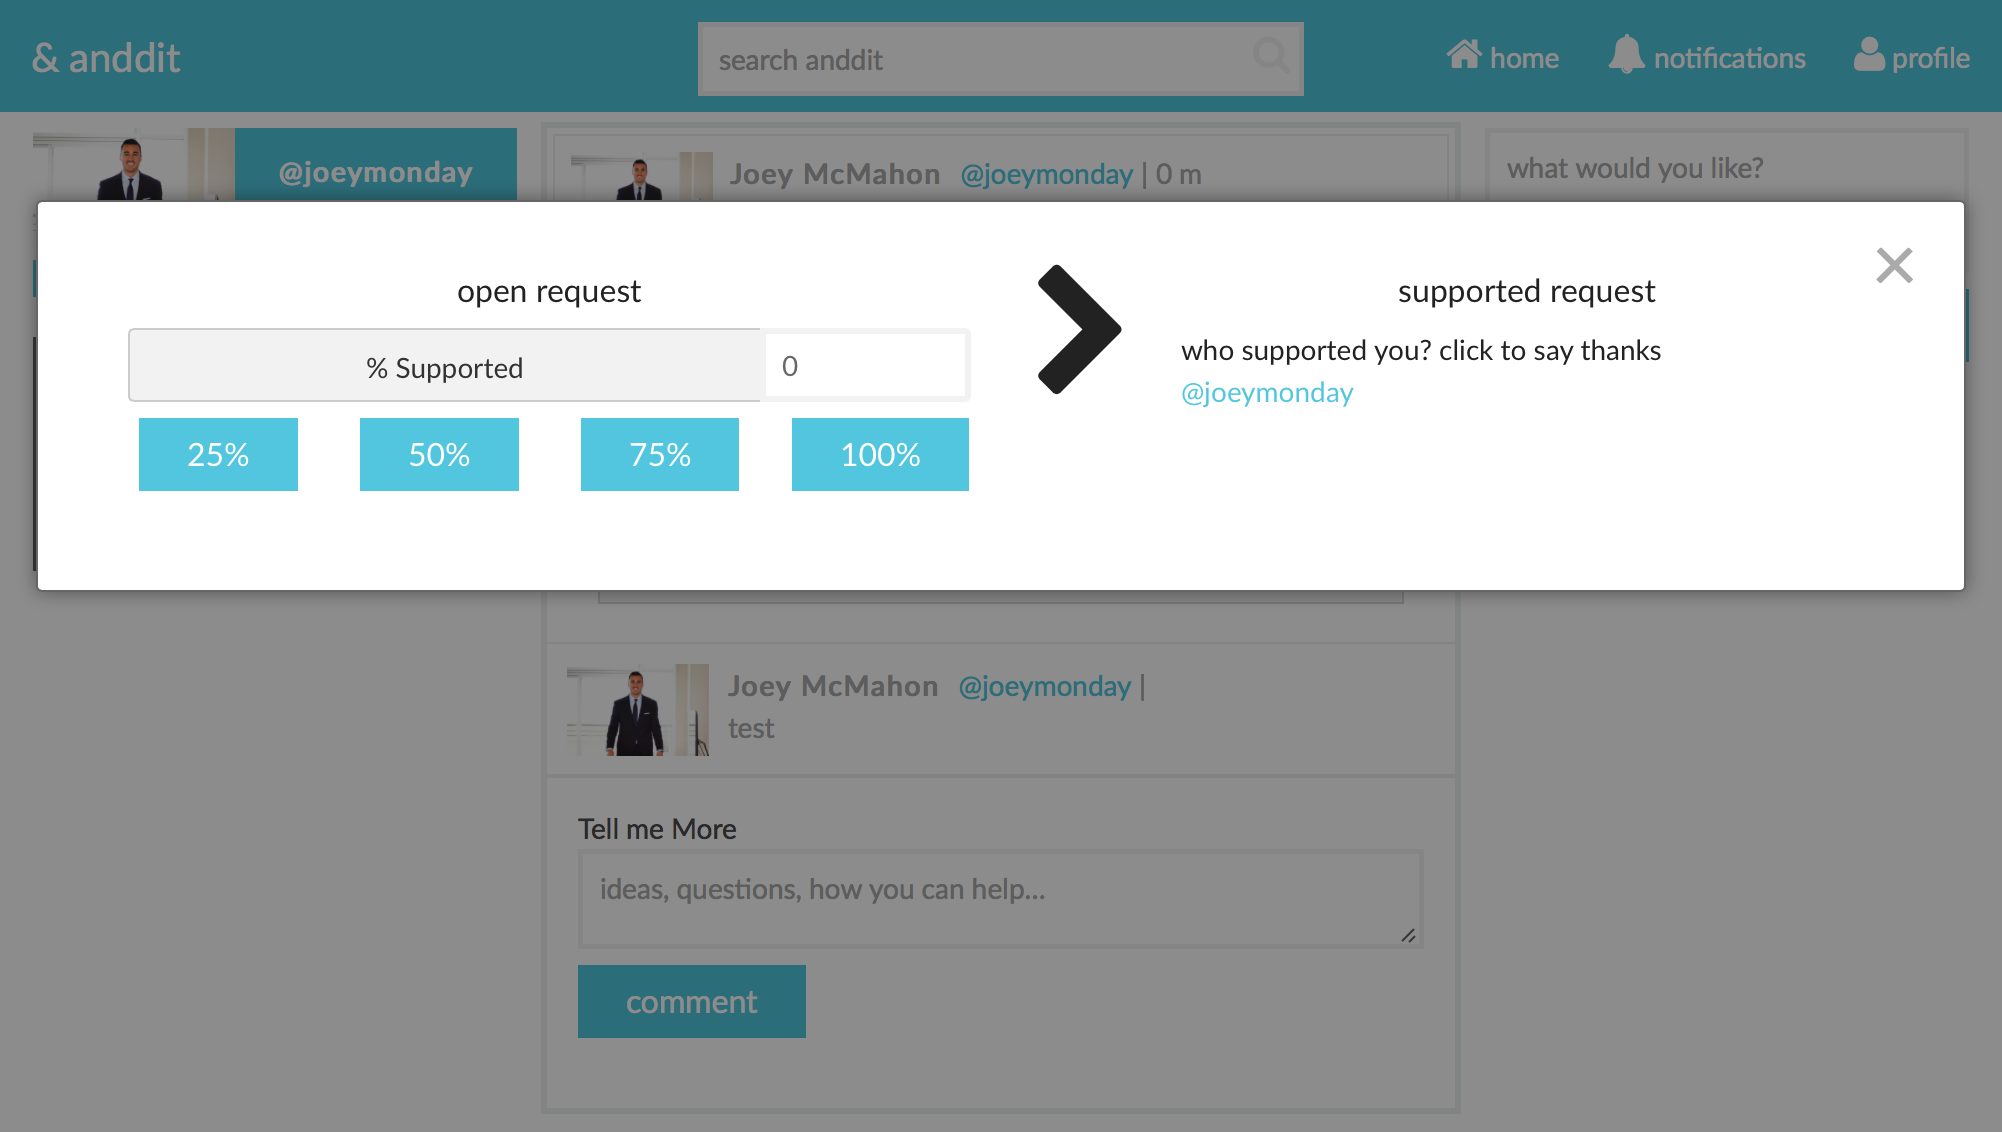 & anddit
search anddit
home
notifications
profile
@joeymonday
Joey McMahon @joeymonday | 0 m
what would you like?
open request
% Supported
0
25%
50%
75%
100%
supported request
who supported you? click to say thanks
@joeymonday
Joey McMahon @joeymonday |
test
Tell me More
ideas, questions, how you can help...
comment